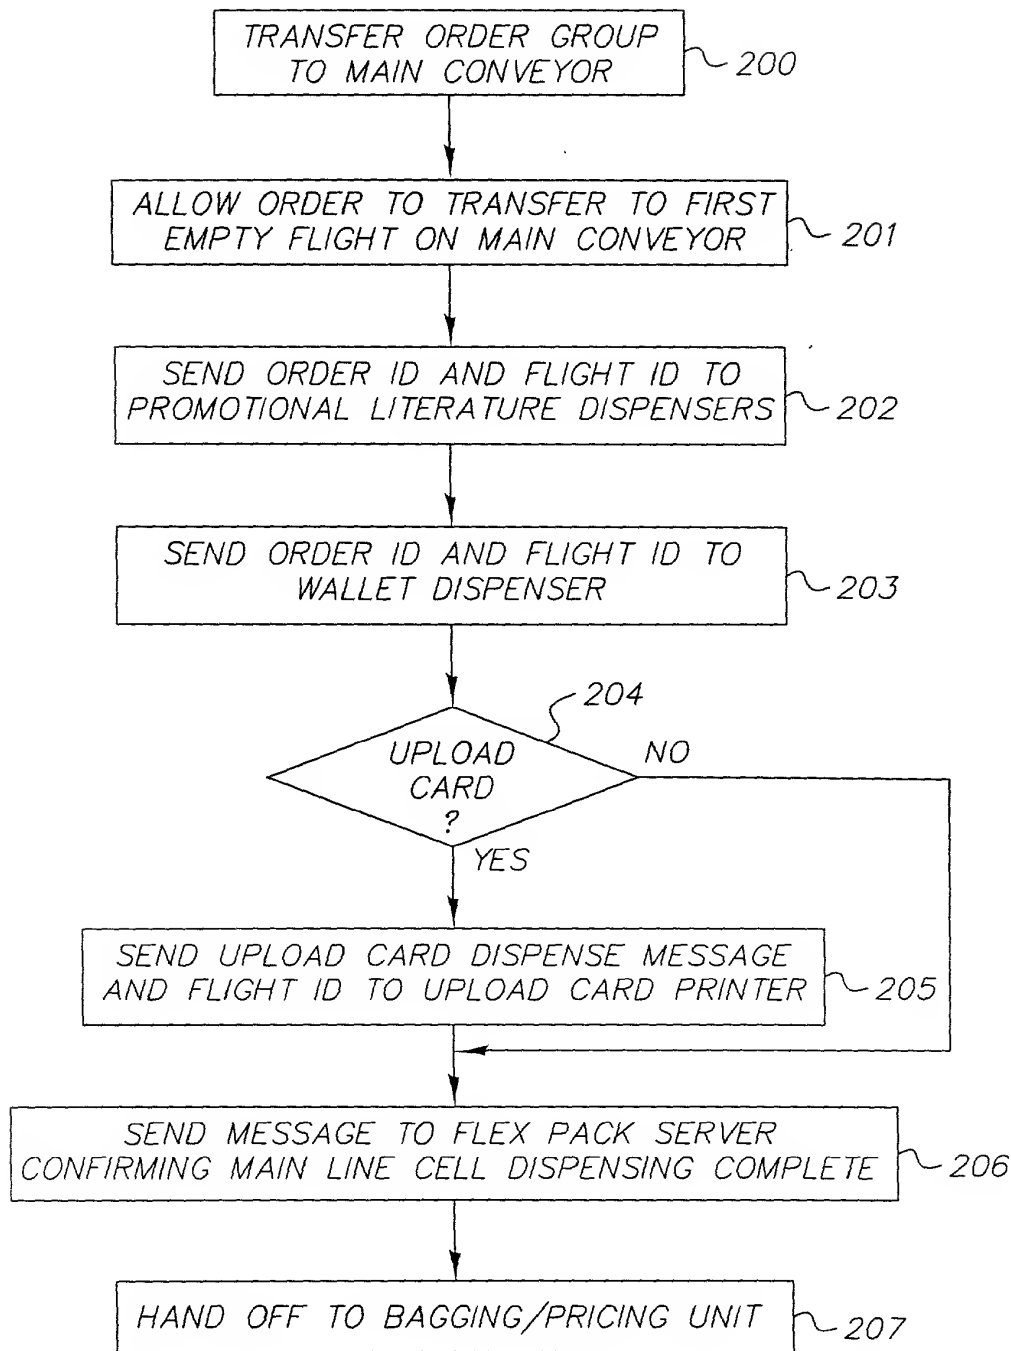 TRANSFER ORDER GROUP
TO MAIN CONVEYOR
200
ALLOW ORDER TO TRANSFER TO FIRST
EMPTY FLIGHT ON MAIN CONVEYOR
201
SEND ORDER ID AND FLIGHT ID TO
PROMOTIONAL LITERATURE DISPENSERS
202
SEND ORDER ID AND FLIGHT ID TO
WALLET DISPENSER
203
204
UPLOAD
CARD
?
NO
YES
SEND UPLOAD CARD DISPENSE MESSAGE
AND FLIGHT ID TO UPLOAD CARD PRINTER
205
SEND MESSAGE TO FLEX PACK SERVER
CONFIRMING MAIN LINE CELL DISPENSING COMPLETE
206
HAND OFF TO BAGGING/PRICING UNIT
207